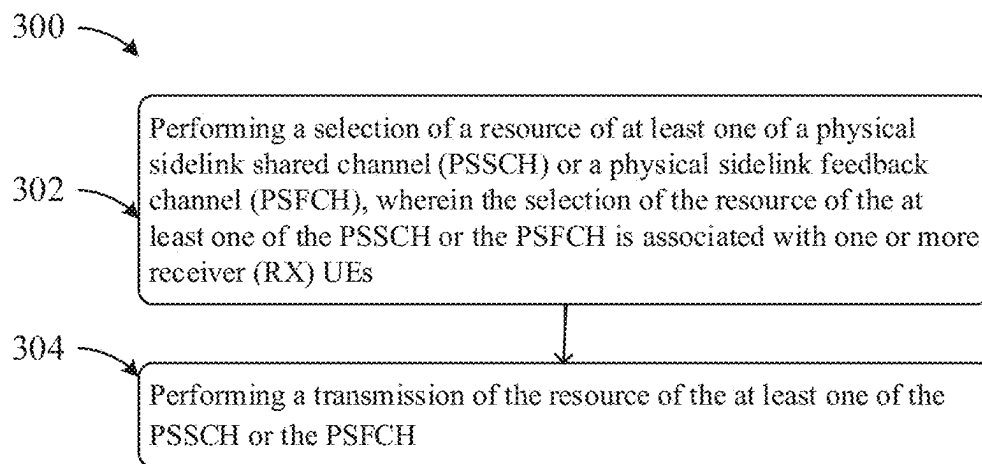 300
302
Performing a selection of a resource of at least one of a physical
sidelink shared channel (PSSCH) or a physical sidelink feedback
channel (PSFCH), wherein the selection of the resource of the at
least one of the PSSCH or the PSFCH is associated with one or more
receiver (RX) UEs
304
Performing a transmission of the resource of the at least one of the
PSSCH or the PSFCH